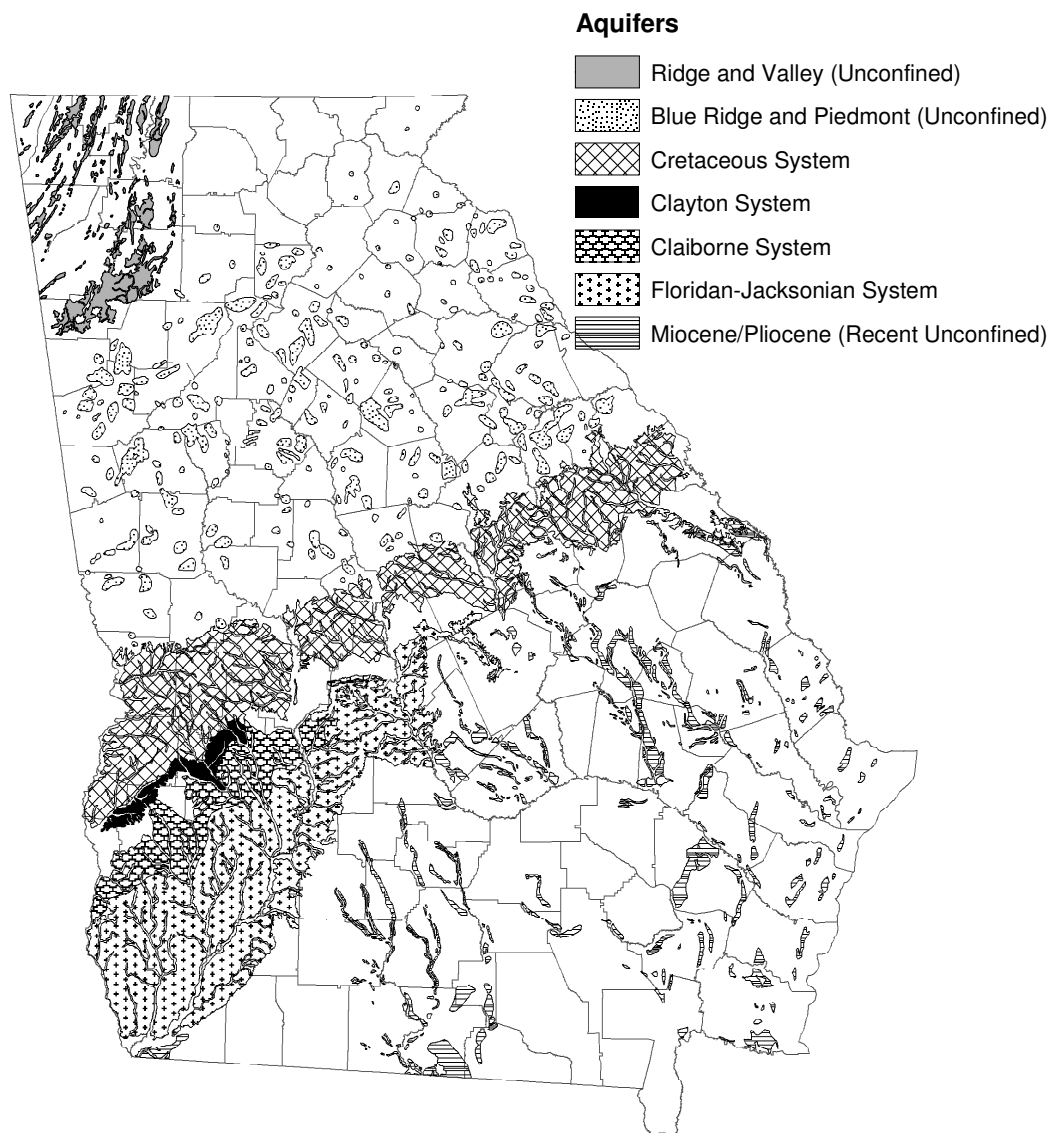 Aquifers
Ridge and Valley (Unconfined)
Blue Ridge and Piedmont (Unconfined)
Cretaceous System
Clayton System
Claiborne System
Floridan-Jacksonian System
Miocene/Pliocene (Recent Unconfined)